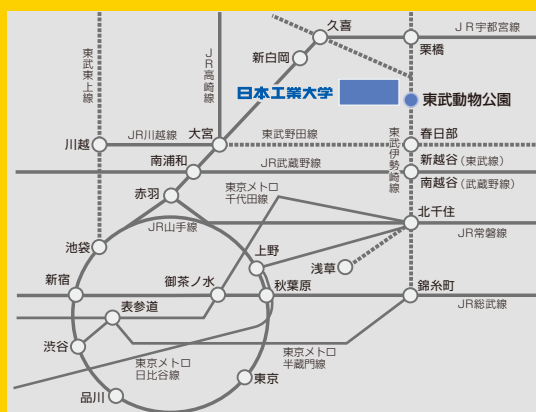 久喜
JR宇都宮線
栗橋
新白岡
東武東上線
JR高崎線
日本工業大学
東武動物公園
川越
JR川越線
大宮
東武野田線
東武伊勢崎線
春日部
南浦和
JR武蔵野線
新越谷(東武線)
南越谷(武蔵野線)
赤羽
東京メトロ
千代田線
北千住
JR山手線
JR常磐線
池袋
上野
浅草
新宿
御茶ノ水
秋葉原
錦糸町
表参道
JR総武線
渋谷
東京メトロ
日比谷線
東京メトロ
半蔵門線
東京
品川